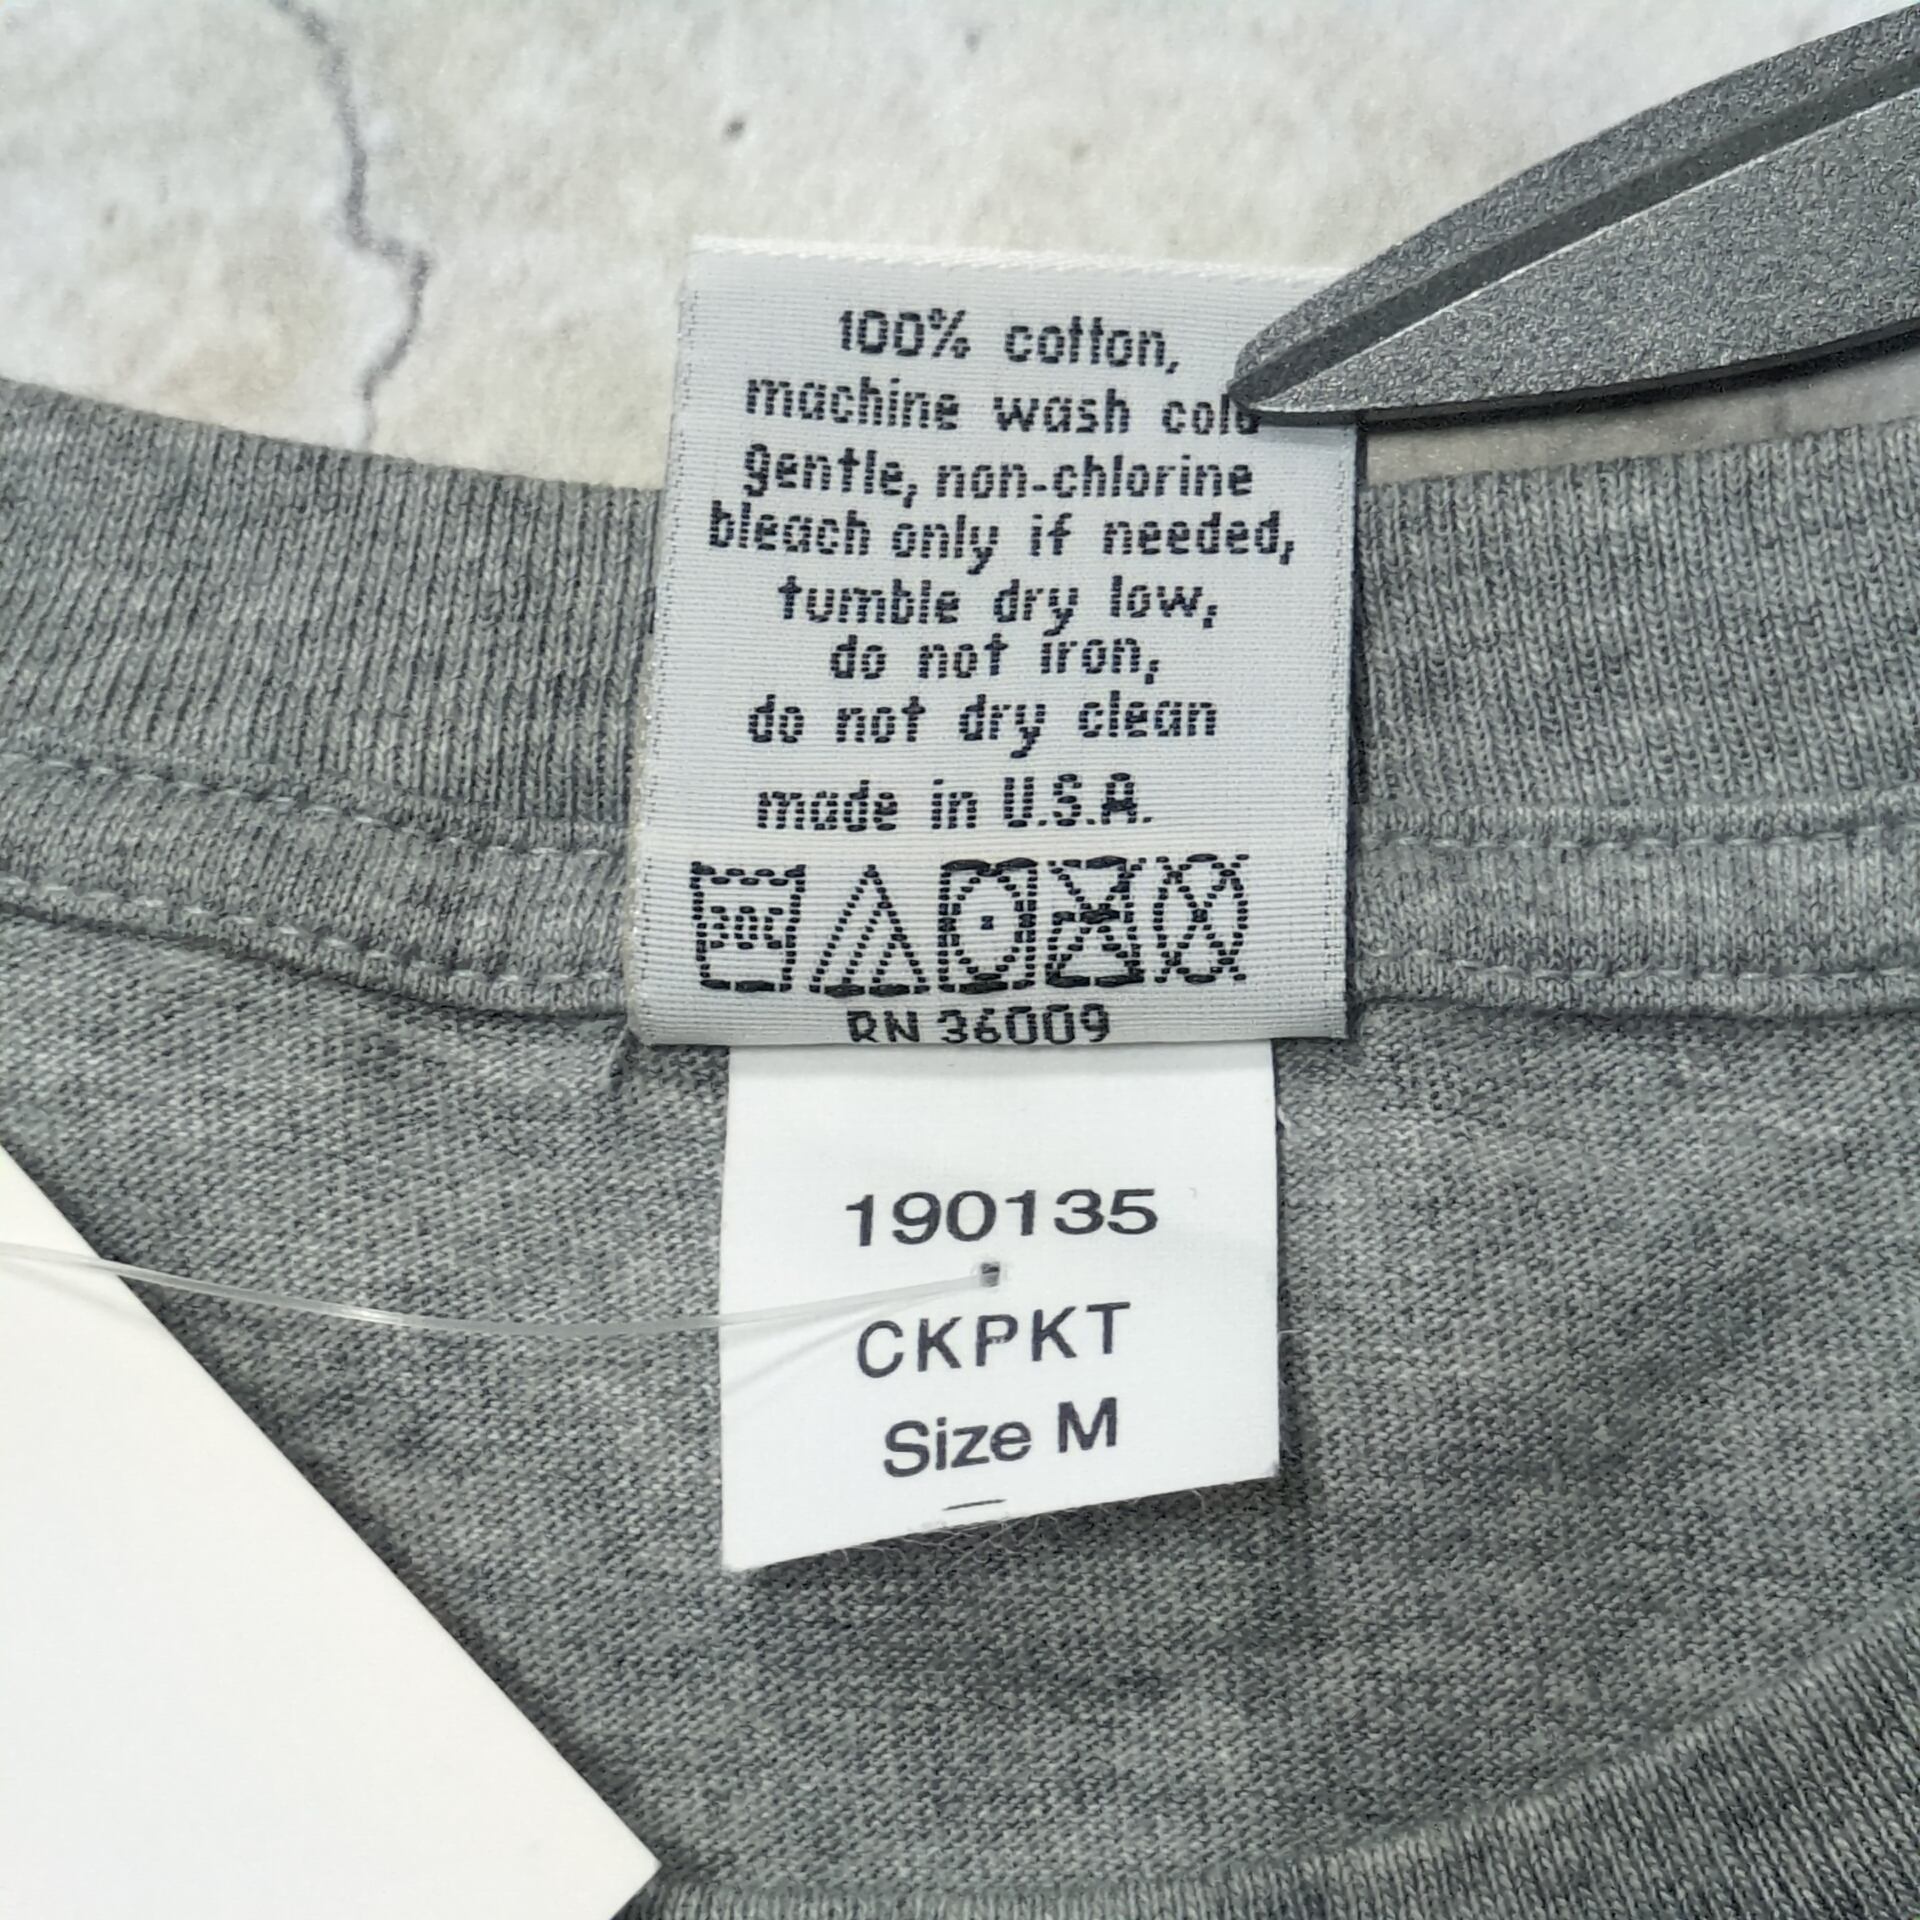 100% cotton,
machine wash cold
gentle, non-chlorine
bleach only if needed,
tumble dry low,
do not iron,
do not dry clean
made in U.S.A.
30C
RN 36009
190135
CKPKT
Size M